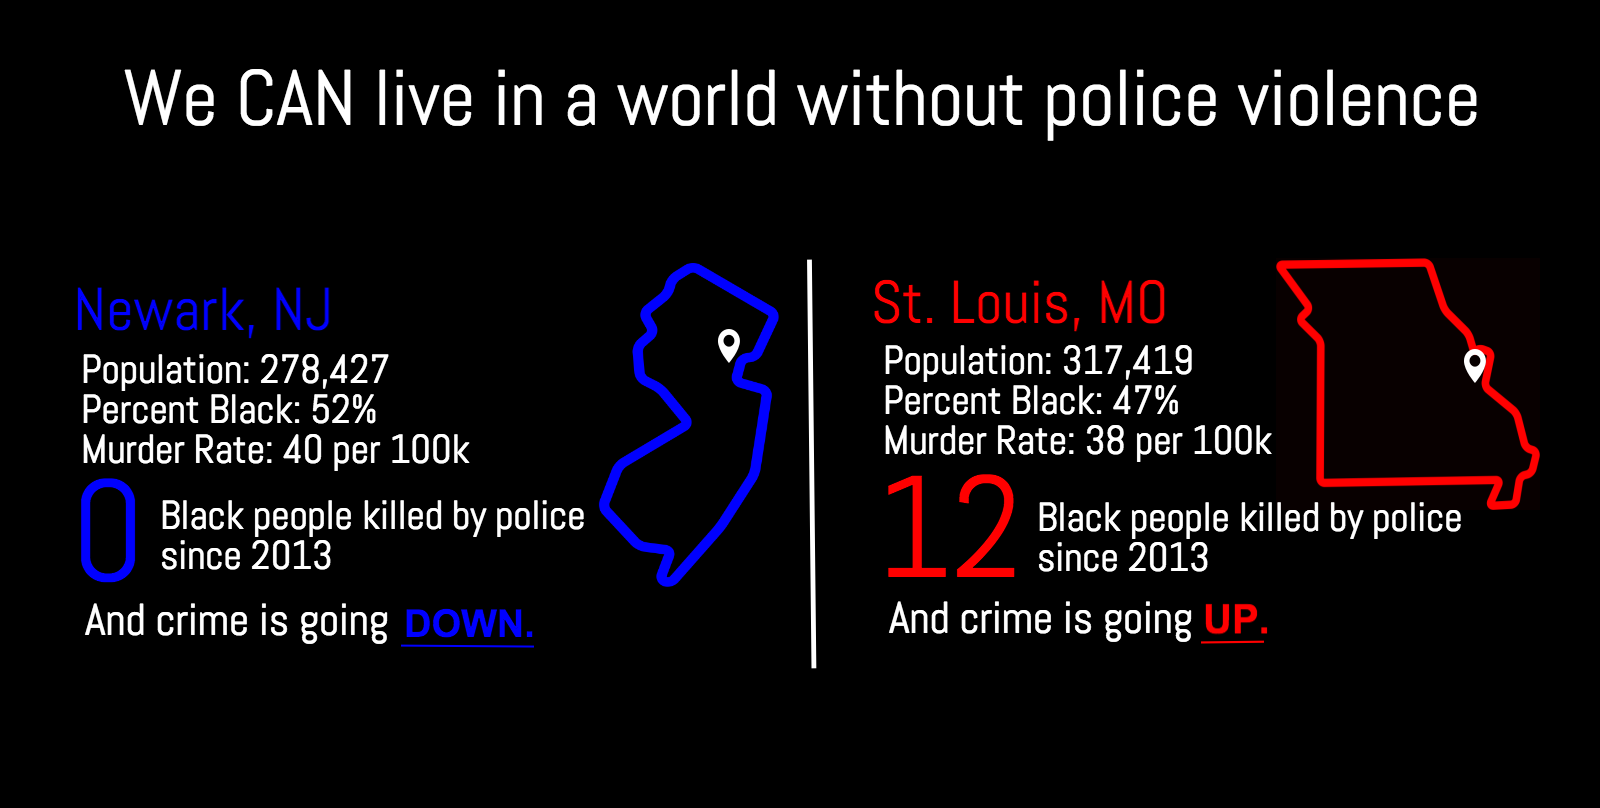 We CAN live in a world without police violence
Newark, NJ
Population: 278,427
Percent Black: 52%
Murder Rate: 40 per 100k
0
Black people killed by police
since 2013
And crime is going DOWN.
St. Louis, MO
Population: 317,419
Percent Black: 47%
Murder Rate: 38 per 100k
12
Black people killed by police
since 2013
And crime is going UP.